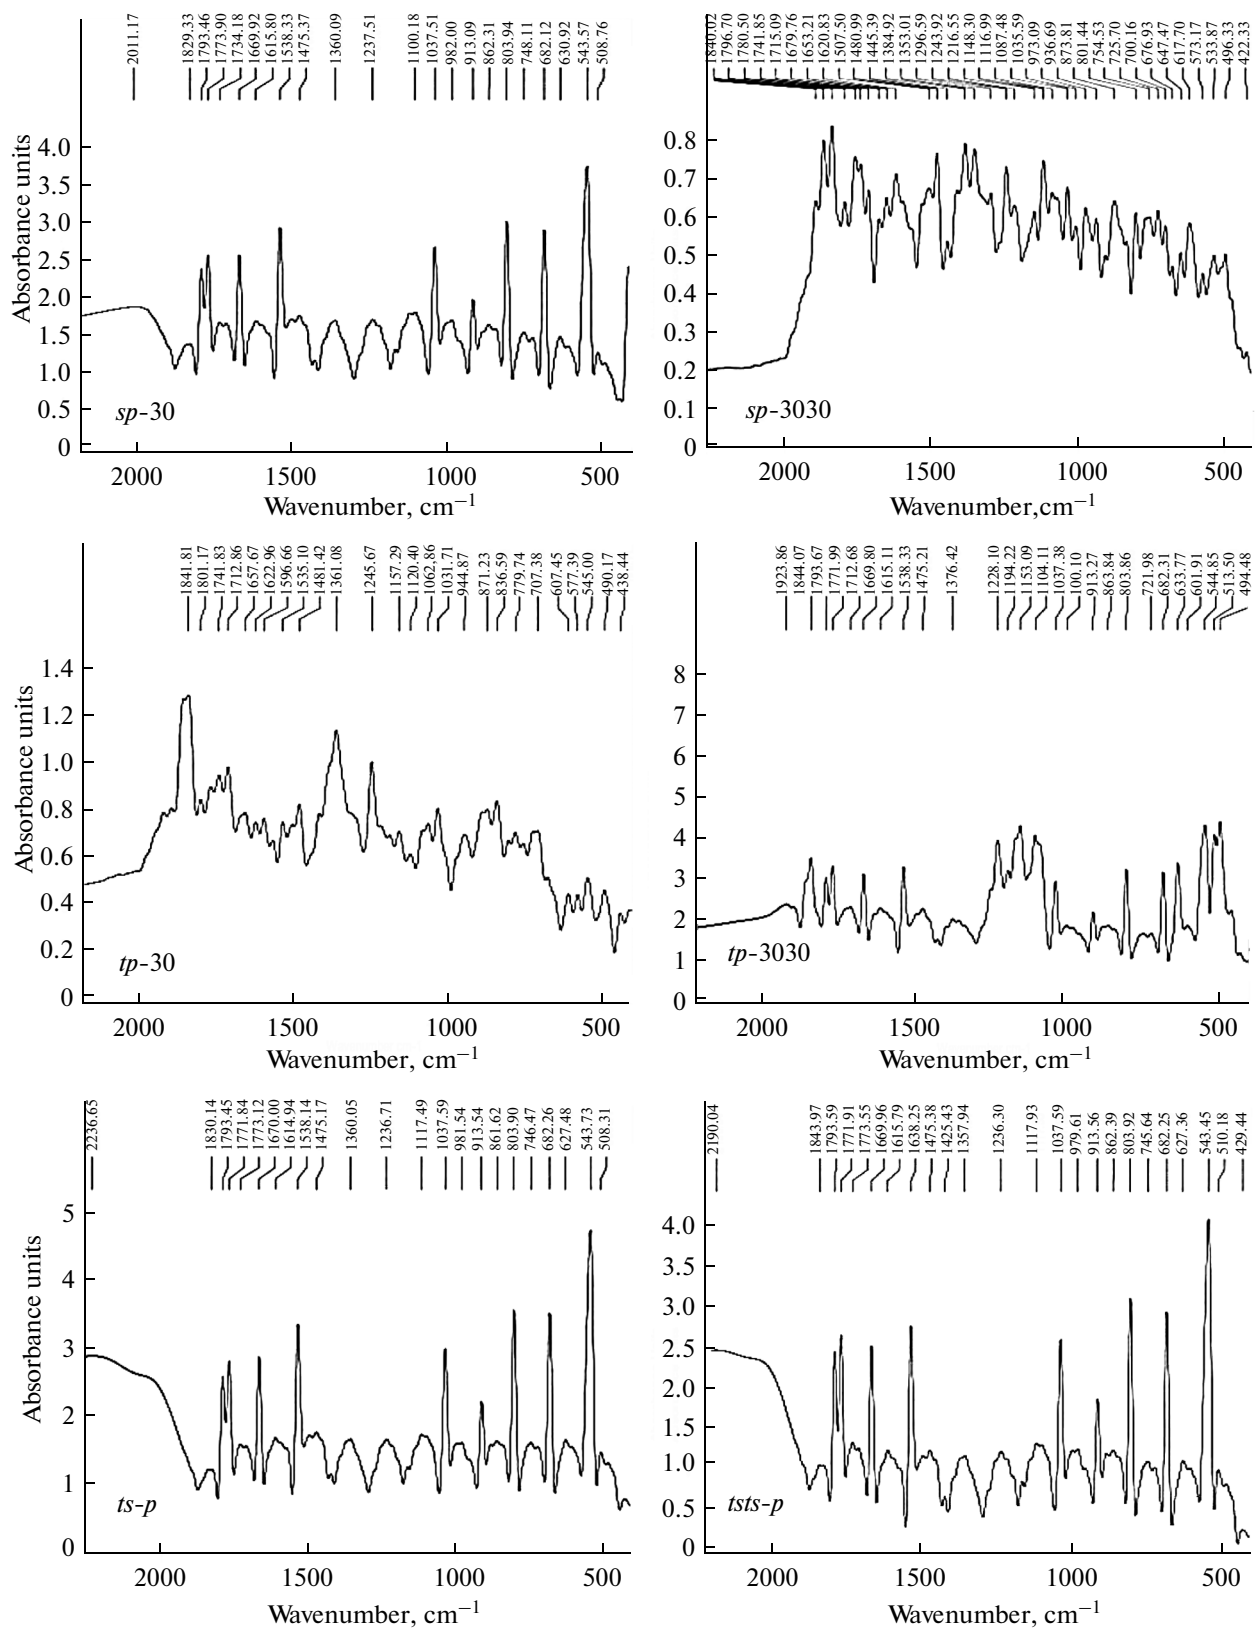 2011.17 1829.33 1793.46 1773.90 1734.18 1669.92 1615.80 1538.33 1475.37 1360.09 1237.51 1100.18 1037.51 982.00 913.09 862.31 803.94 748.11 682.12 630.92 543.57 508.76
Absorbance units
4.0
3.5
3.0
2.5
2.0
1.5
1.0
0.5
0
sp-30
2000 1500 1000 500
Wavenumber, cm−1
1840.02 1796.70 1780.50 1741.85 1715.09 1679.76 1653.21 1620.83 1507.50 1480.99 1445.39 1384.92 1353.01 1296.59 1243.92 1216.55 1148.30 1116.99 1087.48 1035.59 973.09 936.69 873.81 801.44 754.53 725.70 700.16 676.93 647.47 617.70 573.17 533.87 496.33 422.33
0.8
0.7
0.6
0.5
0.4
0.3
0.2
0.1
0
sp-3030
2000 1500 1000 500
Wavenumber,cm−1
1841.81 1801.17 1741.83 1712.86 1657.67 1622.96 1596.66 1535.10 1481.42 1361.08 1245.67 1157.29 1120.40 1062,86 1031.71 944.87 871.23 836.59 779.74 707.38 607.45 577.39 545.00 490.17 438.44
Absorbance units
1.4
1.2
1.0
0.8
0.6
0.4
0.2
0
tp-30
2000 1500 1000 500
Wavenumber, cm−1
1923.86 1844.07 1793.67 1771.99 1712.68 1669.80 1615.11 1538.33 1475.21 1376.42 1228.10 1194.22 1153.09 1104.11 1037.38 100.10 913.27 863.84 803.86 721.98 682.31 633.77 601.91 544.85 513.50 494.48
8
7
6
5
4
3
2
1
0
tp-3030
2000 1500 1000 500
Wavenumber, cm−1
2236.65 1830.14 1793.45 1771.84 1773.12 1670.00 1614.94 1538.14 1475.17 1360.05 1236.71 1117.49 1037.59 981.54 913.54 861.62 803.90 746.47 682.26 627.48 543.73 508.31
Absorbance units
5
4
3
2
1
0
ts-p
2000 1500 1000 500
Wavenumber, cm−1
2190.04 1843.97 1793.59 1771.91 1773.55 1669.96 1615.79 1638.25 1475.38 1425.43 1357.94 1236.30 1117.93 1037.59 979.61 913.56 862.39 803.92 745.64 682.25 627.36 543.45 510.18 429.44
4.0
3.5
3.0
2.5
2.0
1.5
1.0
0.5
0
tsts-p
2000 1500 1000 500
Wavenumber, cm−1